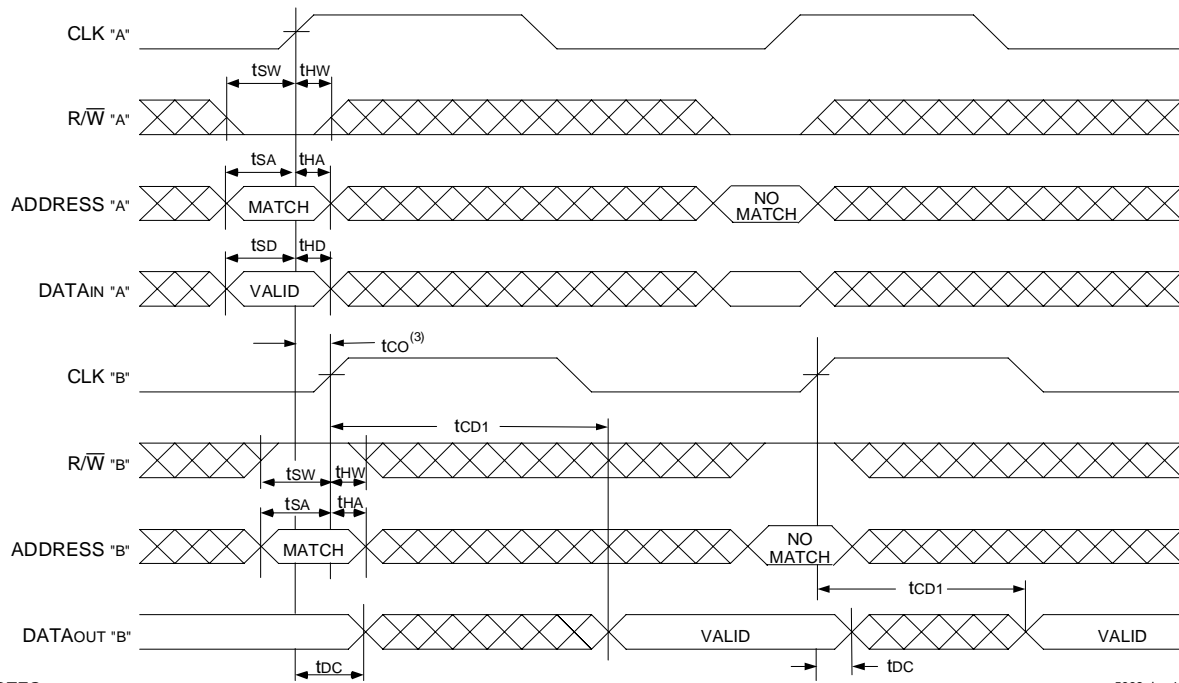 CLK "A"
tSW tHW
R/W̅ "A"
tSA tHA
ADDRESS "A" MATCH NO MATCH
tSD tHD
DATAIN "A" VALID
tCO(3)
CLK "B"
tCD1
R/W̅ "B"
tSW tHW
tSA tHA
ADDRESS "B" MATCH NO MATCH
tCD1
DATAOUT "B" VALID VALID
tDC tDC